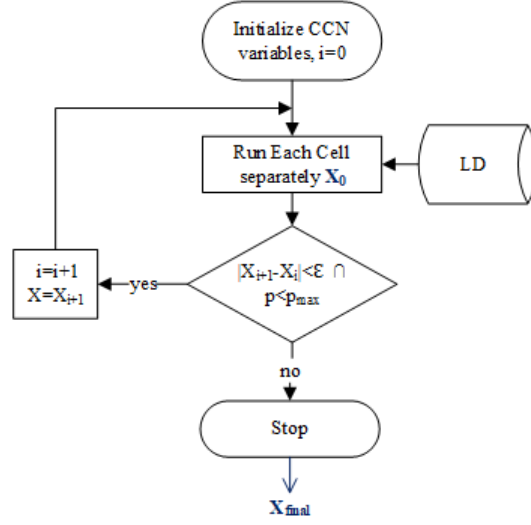 Initialize CCN
variables, i=0
Run Each Cell
separately X₀
LD
|Xᵢ₊₁-Xᵢ|<Ɛ ∩
p<pₘₐₓ
yes
i=i+1
X=Xᵢ₊₁
no
Stop
X_final